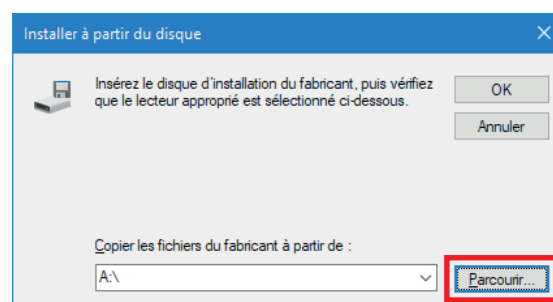 Installer à partir du disque
Insérez le disque d'installation du fabricant, puis vérifiez
que le lecteur approprié est sélectionné ci-dessous.
OK
Annuler
Copier les fichiers du fabricant à partir de :
A:\
Parcourir...